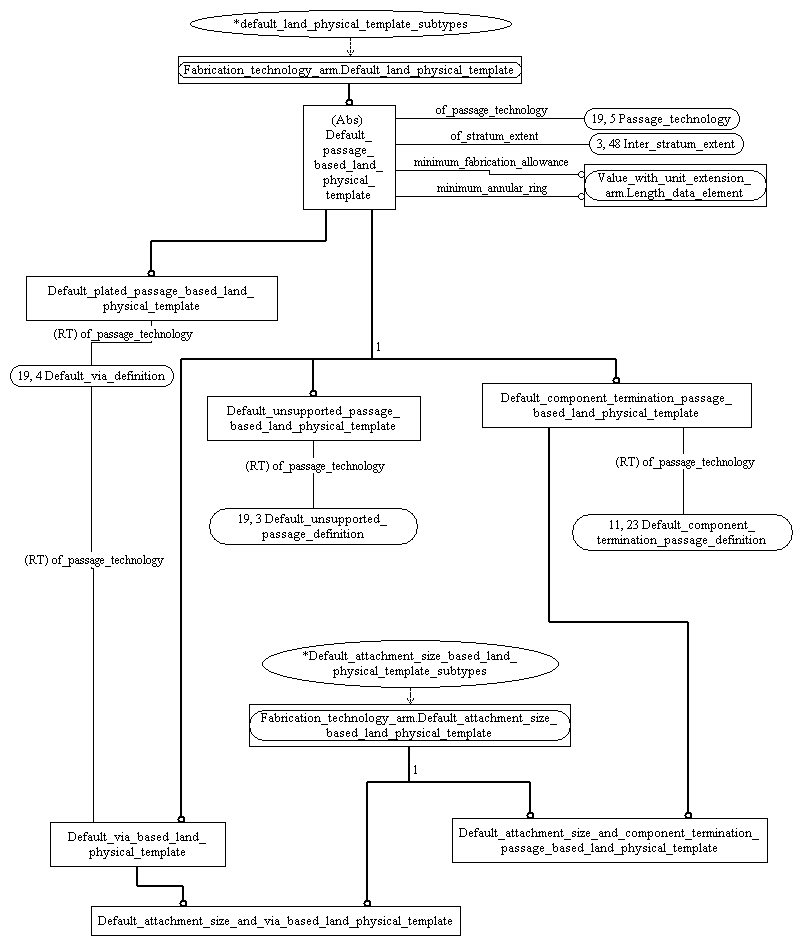 *default_land_physical_template_subtypes
Fabrication_technology_arm.Default_land_physical_template
(Abs)
Default_
passage_
based_land_
physical_
template
of_passage_technology
19, 5 Passage_technology
of_stratum_extent
3, 48 Inter_stratum_extent
minimum_fabrication_allowance
minimum_annular_ring
Value_with_unit_extension_
arm.Length_data_element
Default_plated_passage_based_land_
physical_template
(RT) of_passage_technology
19, 4 Default_via_definition
1
Default_unsupported_passage_
based_land_physical_template
Default_component_termination_passage_
based_land_physical_template
(RT) of_passage_technology
(RT) of_passage_technology
19, 3 Default_unsupported_
passage_definition
11, 23 Default_component_
termination_passage_definition
(RT) of_passage_technology
*Default_attachment_size_based_land_
physical_template_subtypes
Fabrication_technology_arm.Default_attachment_size_
based_land_physical_template
1
Default_via_based_land_
physical_template
Default_attachment_size_and_component_termination_
passage_based_land_physical_template
Default_attachment_size_and_via_based_land_physical_template